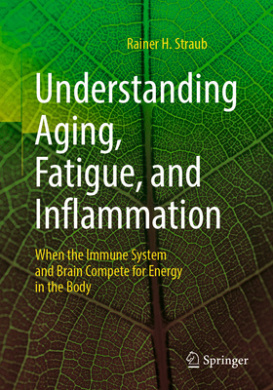 Rainer H. Straub
Understanding
Aging,
Fatigue, and
Inflammation
When the Immune System
and Brain Compete for Energy
in the Body
Springer